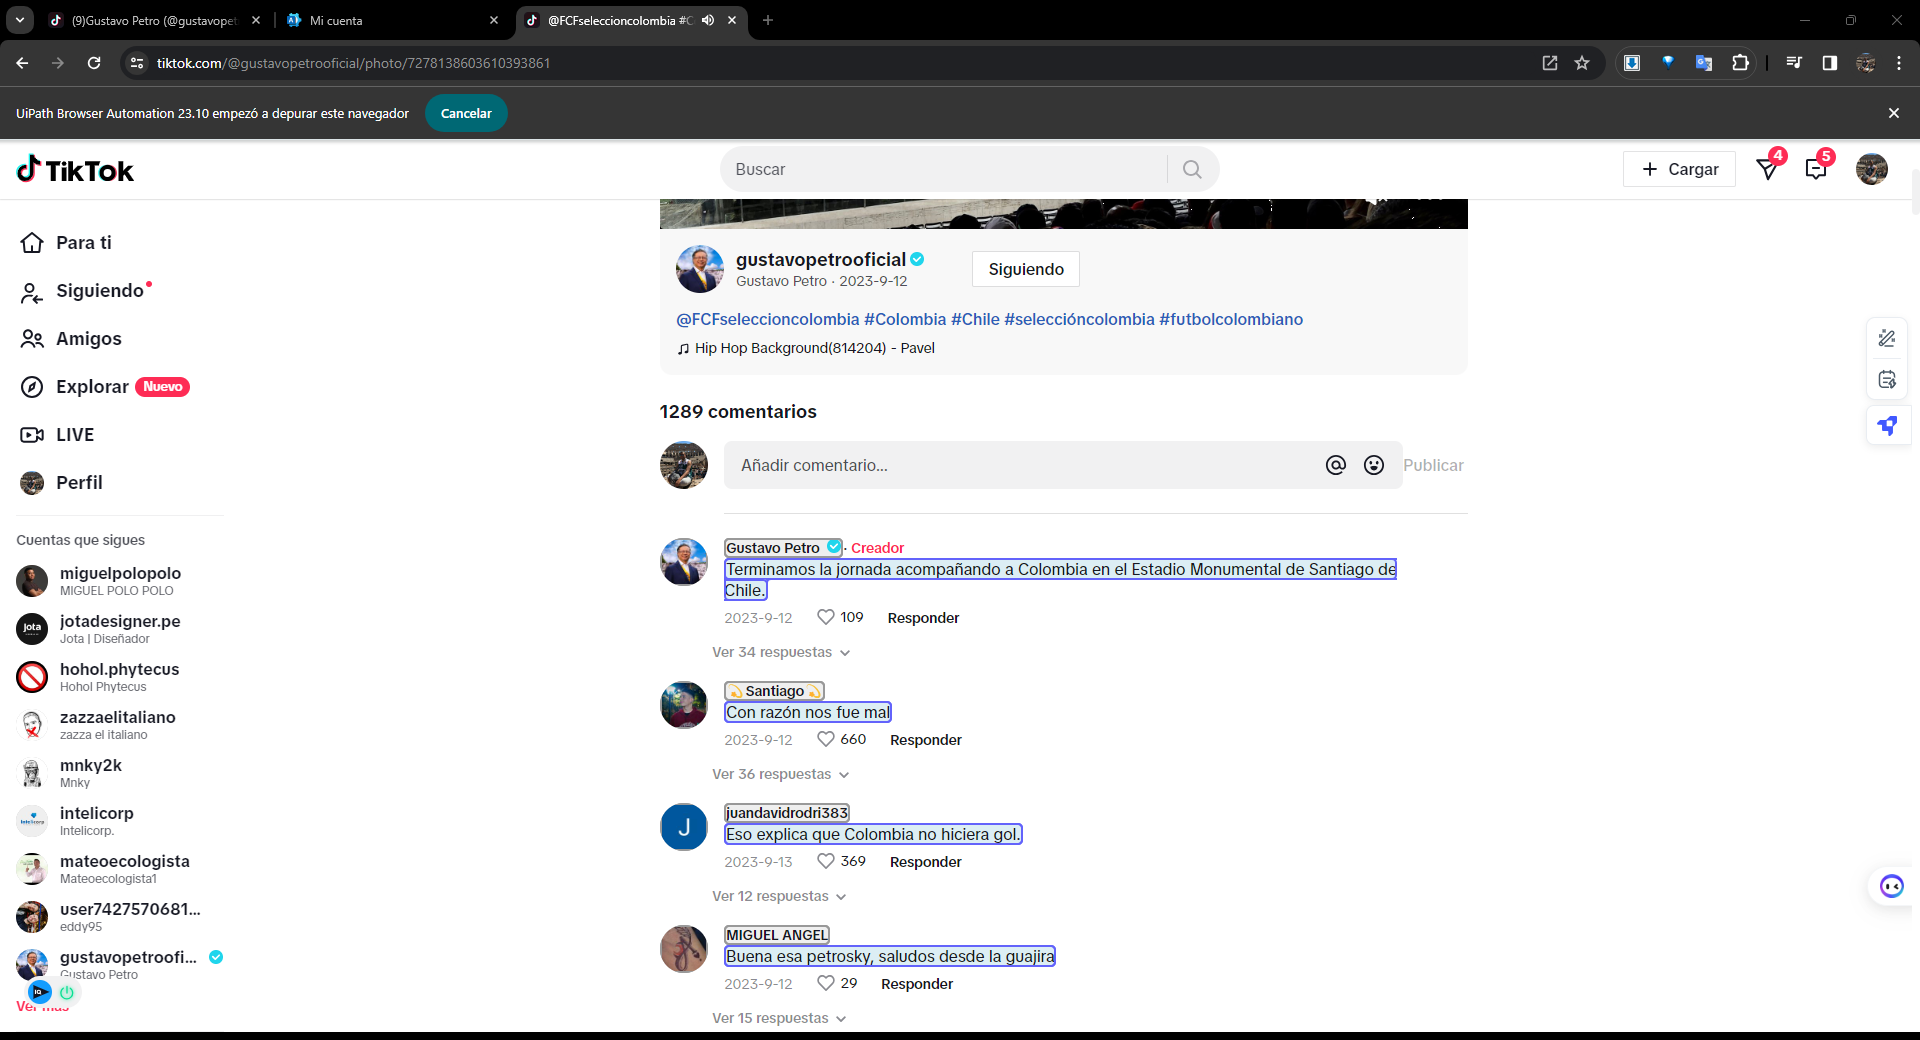 (9)Gustavo Petro (@gustavopet
Mi cuenta
@FCFseleccioncolombia #C
tiktok.com/@gustavopetrooficial/photo/7278138603610393861
UiPath Browser Automation 23.10 empezó a depurar este navegador
Cancelar
TikTok
Buscar
Cargar
4
5
Para ti
Siguiendo
Amigos
Explorar Nuevo
LIVE
Perfil
Cuentas que sigues
miguelpolopolo
MIGUEL POLO POLO
jota
jotadesigner.pe
Jota | Diseñador
hohol.phytecus
Hohol Phytecus
zazzaelitaliano
zazza el italiano
mnky2k
Mnky
intelicorp
intelicorp
Intelicorp.
mateoecologista
Mateoecologista1
user7427570681...
eddy95
gustavopetroofi...
Gustavo Petro
Ver más
gustavopetrooficial
Gustavo Petro · 2023-9-12
Siguiendo
@FCFseleccioncolombia #Colombia #Chile #seleccióncolombia #futbolcolombiano
Hip Hop Background(814204) - Pavel
1289 comentarios
Añadir comentario...
Publicar
Gustavo Petro · Creador
Terminamos la jornada acompañando a Colombia en el Estadio Monumental de Santiago de
Chile.
2023-9-12 109 Responder
Ver 34 respuestas
💫Santiago💫
Con razón nos fue mal
2023-9-12 660 Responder
Ver 36 respuestas
J
juandavidrodri383
Eso explica que Colombia no hiciera gol.
2023-9-13 369 Responder
Ver 12 respuestas
MIGUEL ANGEL
Buena esa petrosky, saludos desde la guajira
2023-9-12 29 Responder
Ver 15 respuestas